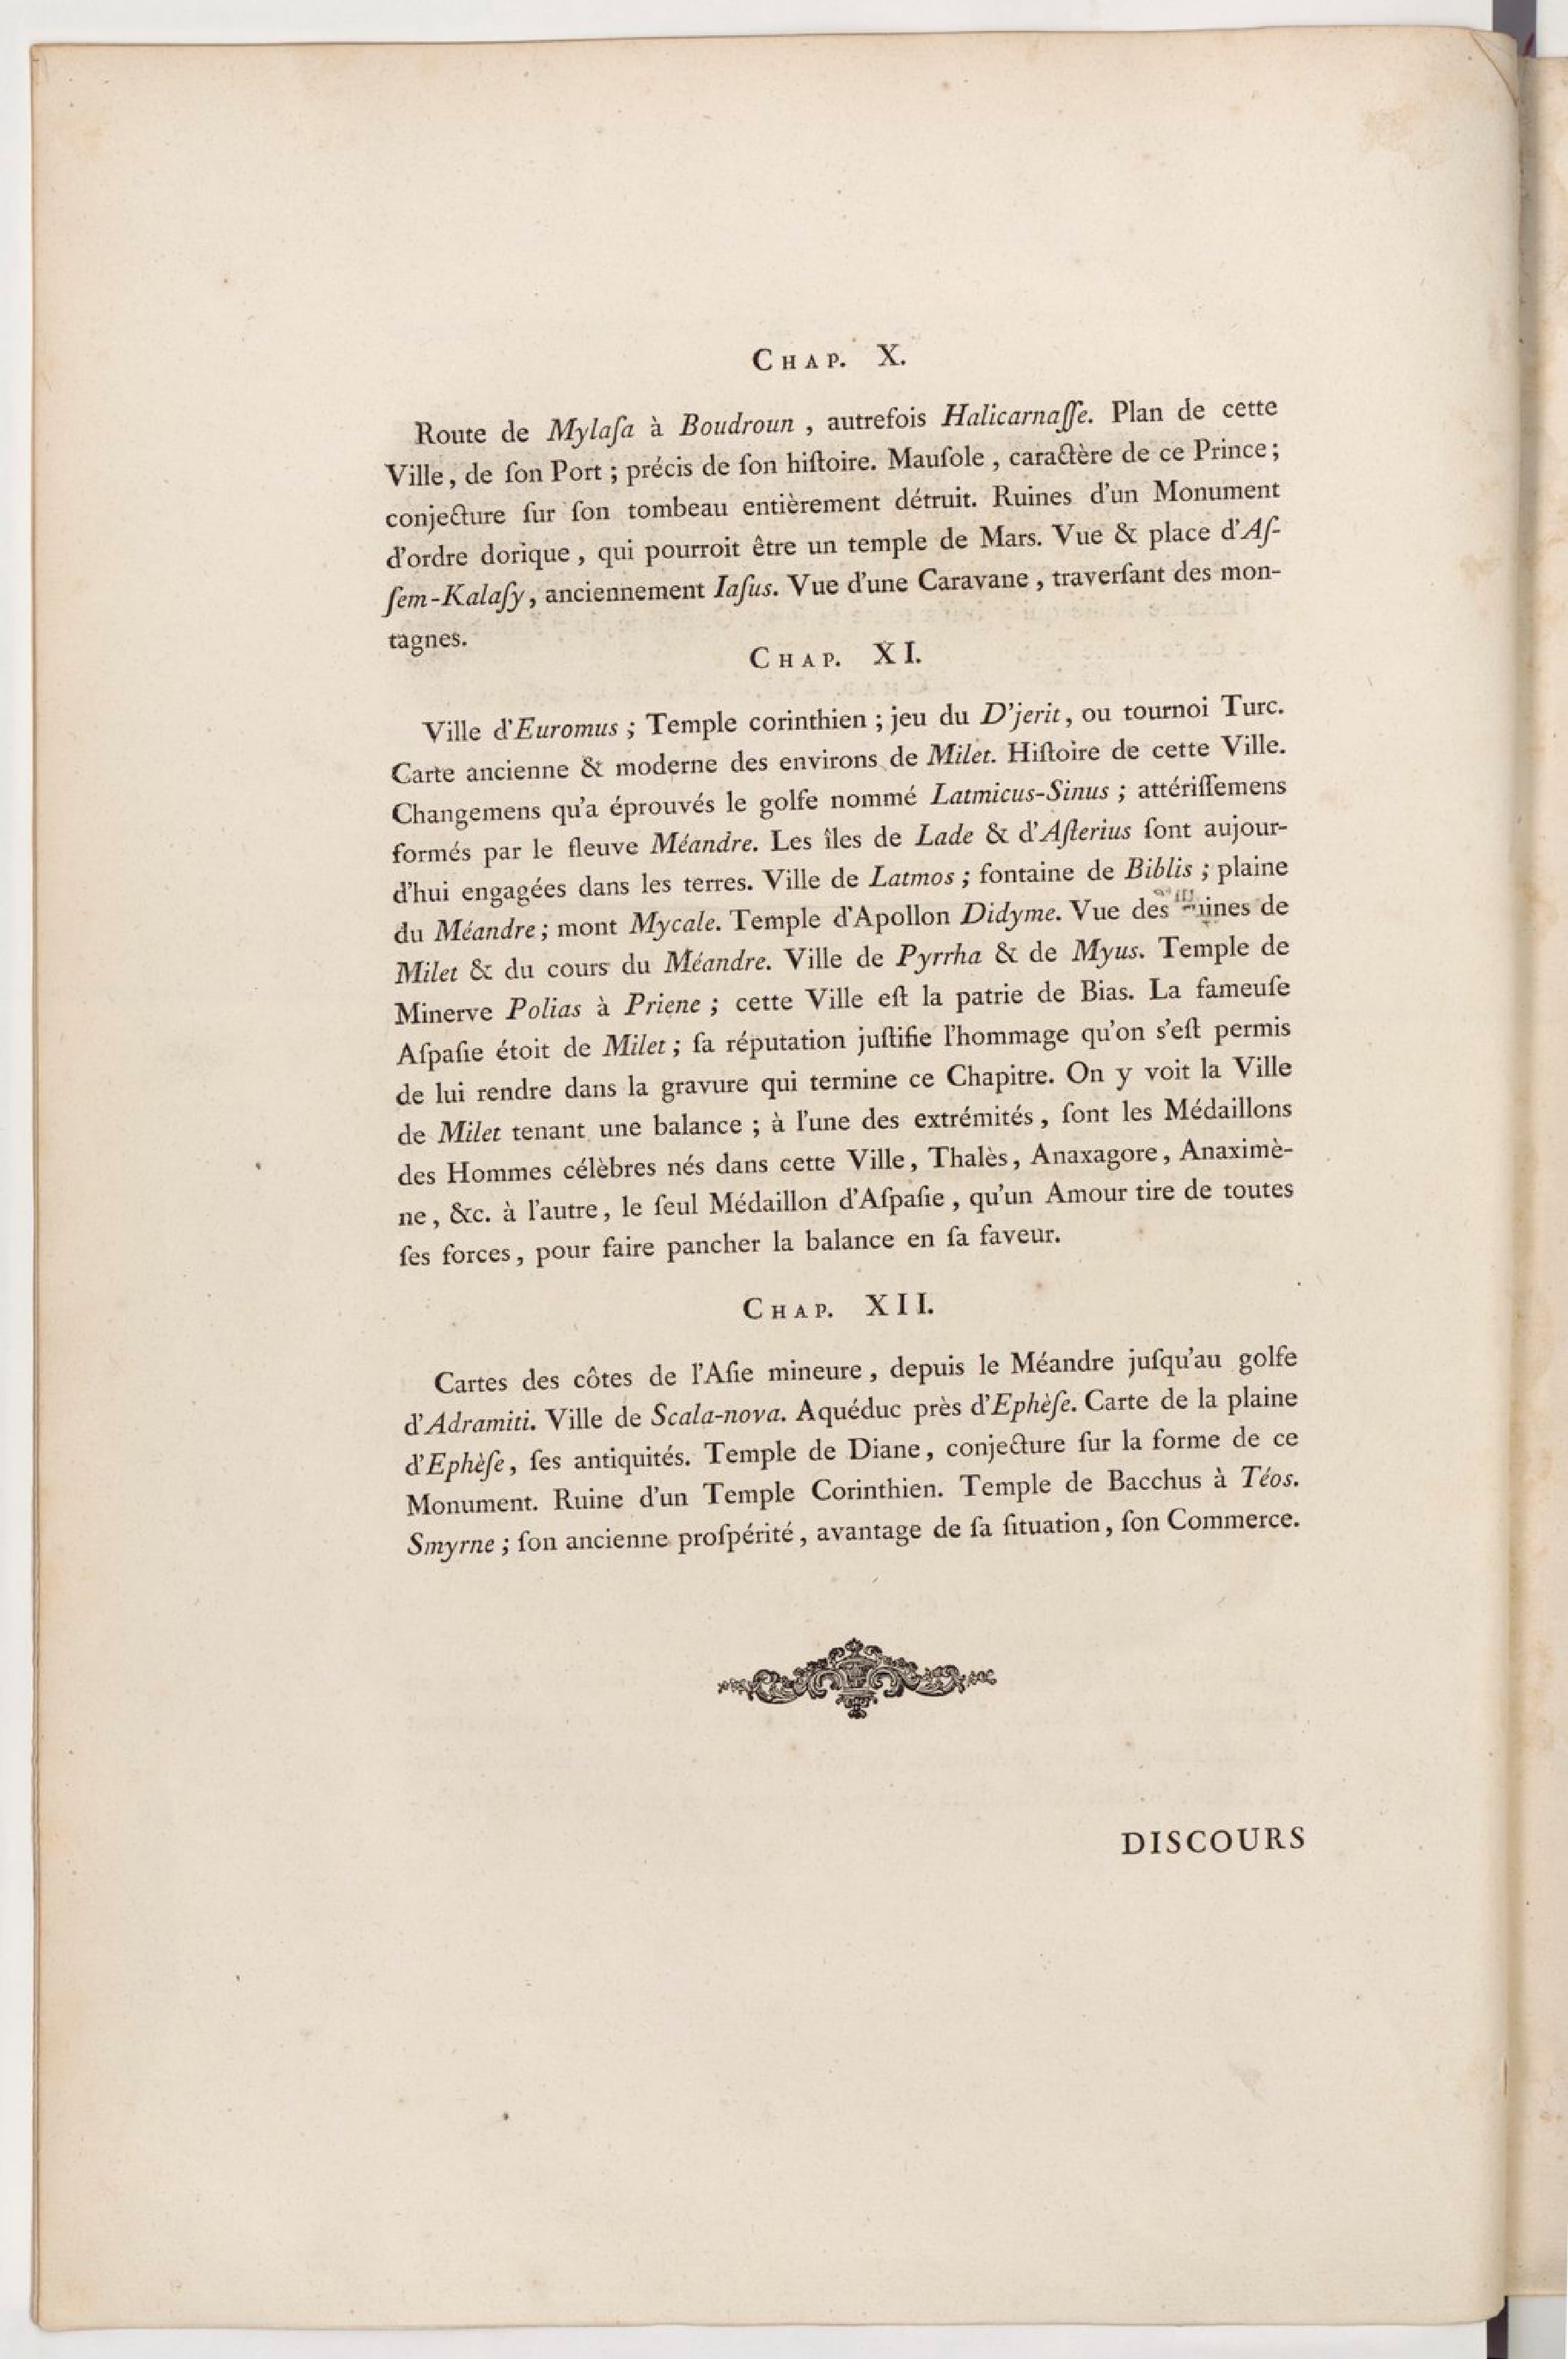 CHAP. X.
Route de Mylaſa à Boudroun, autrefois Halicarnaſſe. Plan de cette
Ville, de ſon Port; précis de ſon hiſtoire. Mauſole, caractère de ce Prince;
conjecture ſur ſon tombeau entièrement détruit. Ruines d'un Monument
d'ordre dorique, qui pourroit être un temple de Mars. Vue & place d'Aſ-
ſem-Kalaſy, anciennement Iaſus. Vue d'une Caravane, traverſant des mon-
tagnes.
CHAP. XI.
Ville d'Euromus; Temple corinthien; jeu du D'jerit, ou tournoi Turc.
Carte ancienne & moderne des environs de Milet. Hiſtoire de cette Ville.
Changemens qu'a éprouvés le golfe nommé Latmicus-Sinus; attériſſemens
formés par le fleuve Méandre. Les îles de Lade & d'Aſterius ſont aujour-
d'hui engagées dans les terres. Ville de Latmos; fontaine de Biblis; plaine
du Méandre; mont Mycale. Temple d'Apollon Didyme. Vue des ruines de
Milet & du cours du Méandre. Ville de Pyrrha & de Myus. Temple de
Minerve Polias à Priene; cette Ville eſt la patrie de Bias. La fameuſe
Aſpaſie étoit de Milet; ſa réputation juſtifie l'hommage qu'on s'eſt permis
de lui rendre dans la gravure qui termine ce Chapitre. On y voit la Ville
de Milet tenant une balance; à l'une des extrémités, ſont les Médaillons
des Hommes célèbres nés dans cette Ville, Thalès, Anaxagore, Anaximè-
ne, &c. à l'autre, le ſeul Médaillon d'Aſpaſie, qu'un Amour tire de toutes
ſes forces, pour faire pancher la balance en ſa faveur.
CHAP. XII.
Cartes des côtes de l'Aſie mineure, depuis le Méandre juſqu'au golfe
d'Adramiti. Ville de Scala-nova. Aquéduc près d'Ephèſe. Carte de la plaine
d'Ephèſe, ſes antiquités. Temple de Diane, conjecture ſur la forme de ce
Monument. Ruine d'un Temple Corinthien. Temple de Bacchus à Téos.
Smyrne; ſon ancienne proſpérité, avantage de ſa ſituation, ſon Commerce.
DISCOURS